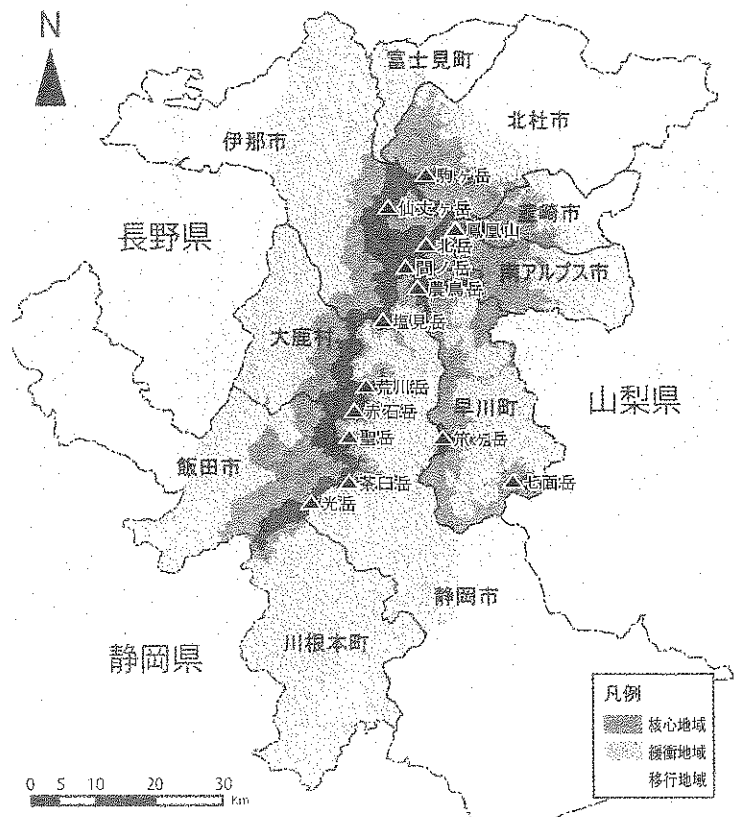 N
富士見町
北杜市
伊那市
駒ヶ岳
仙丈ヶ岳
韮崎市
鳳凰山
長野県
北岳
間ノ岳
南アルプス市
農鳥岳
塩見岳
大鹿村
荒川岳
赤石岳
早川町
山梨県
聖岳
飯田市
茶臼岳
七面岳
光岳
静岡市
川根本町
静岡県
凡例
核心地域
緩衝地域
移行地域
0 5 10 20 30
Km